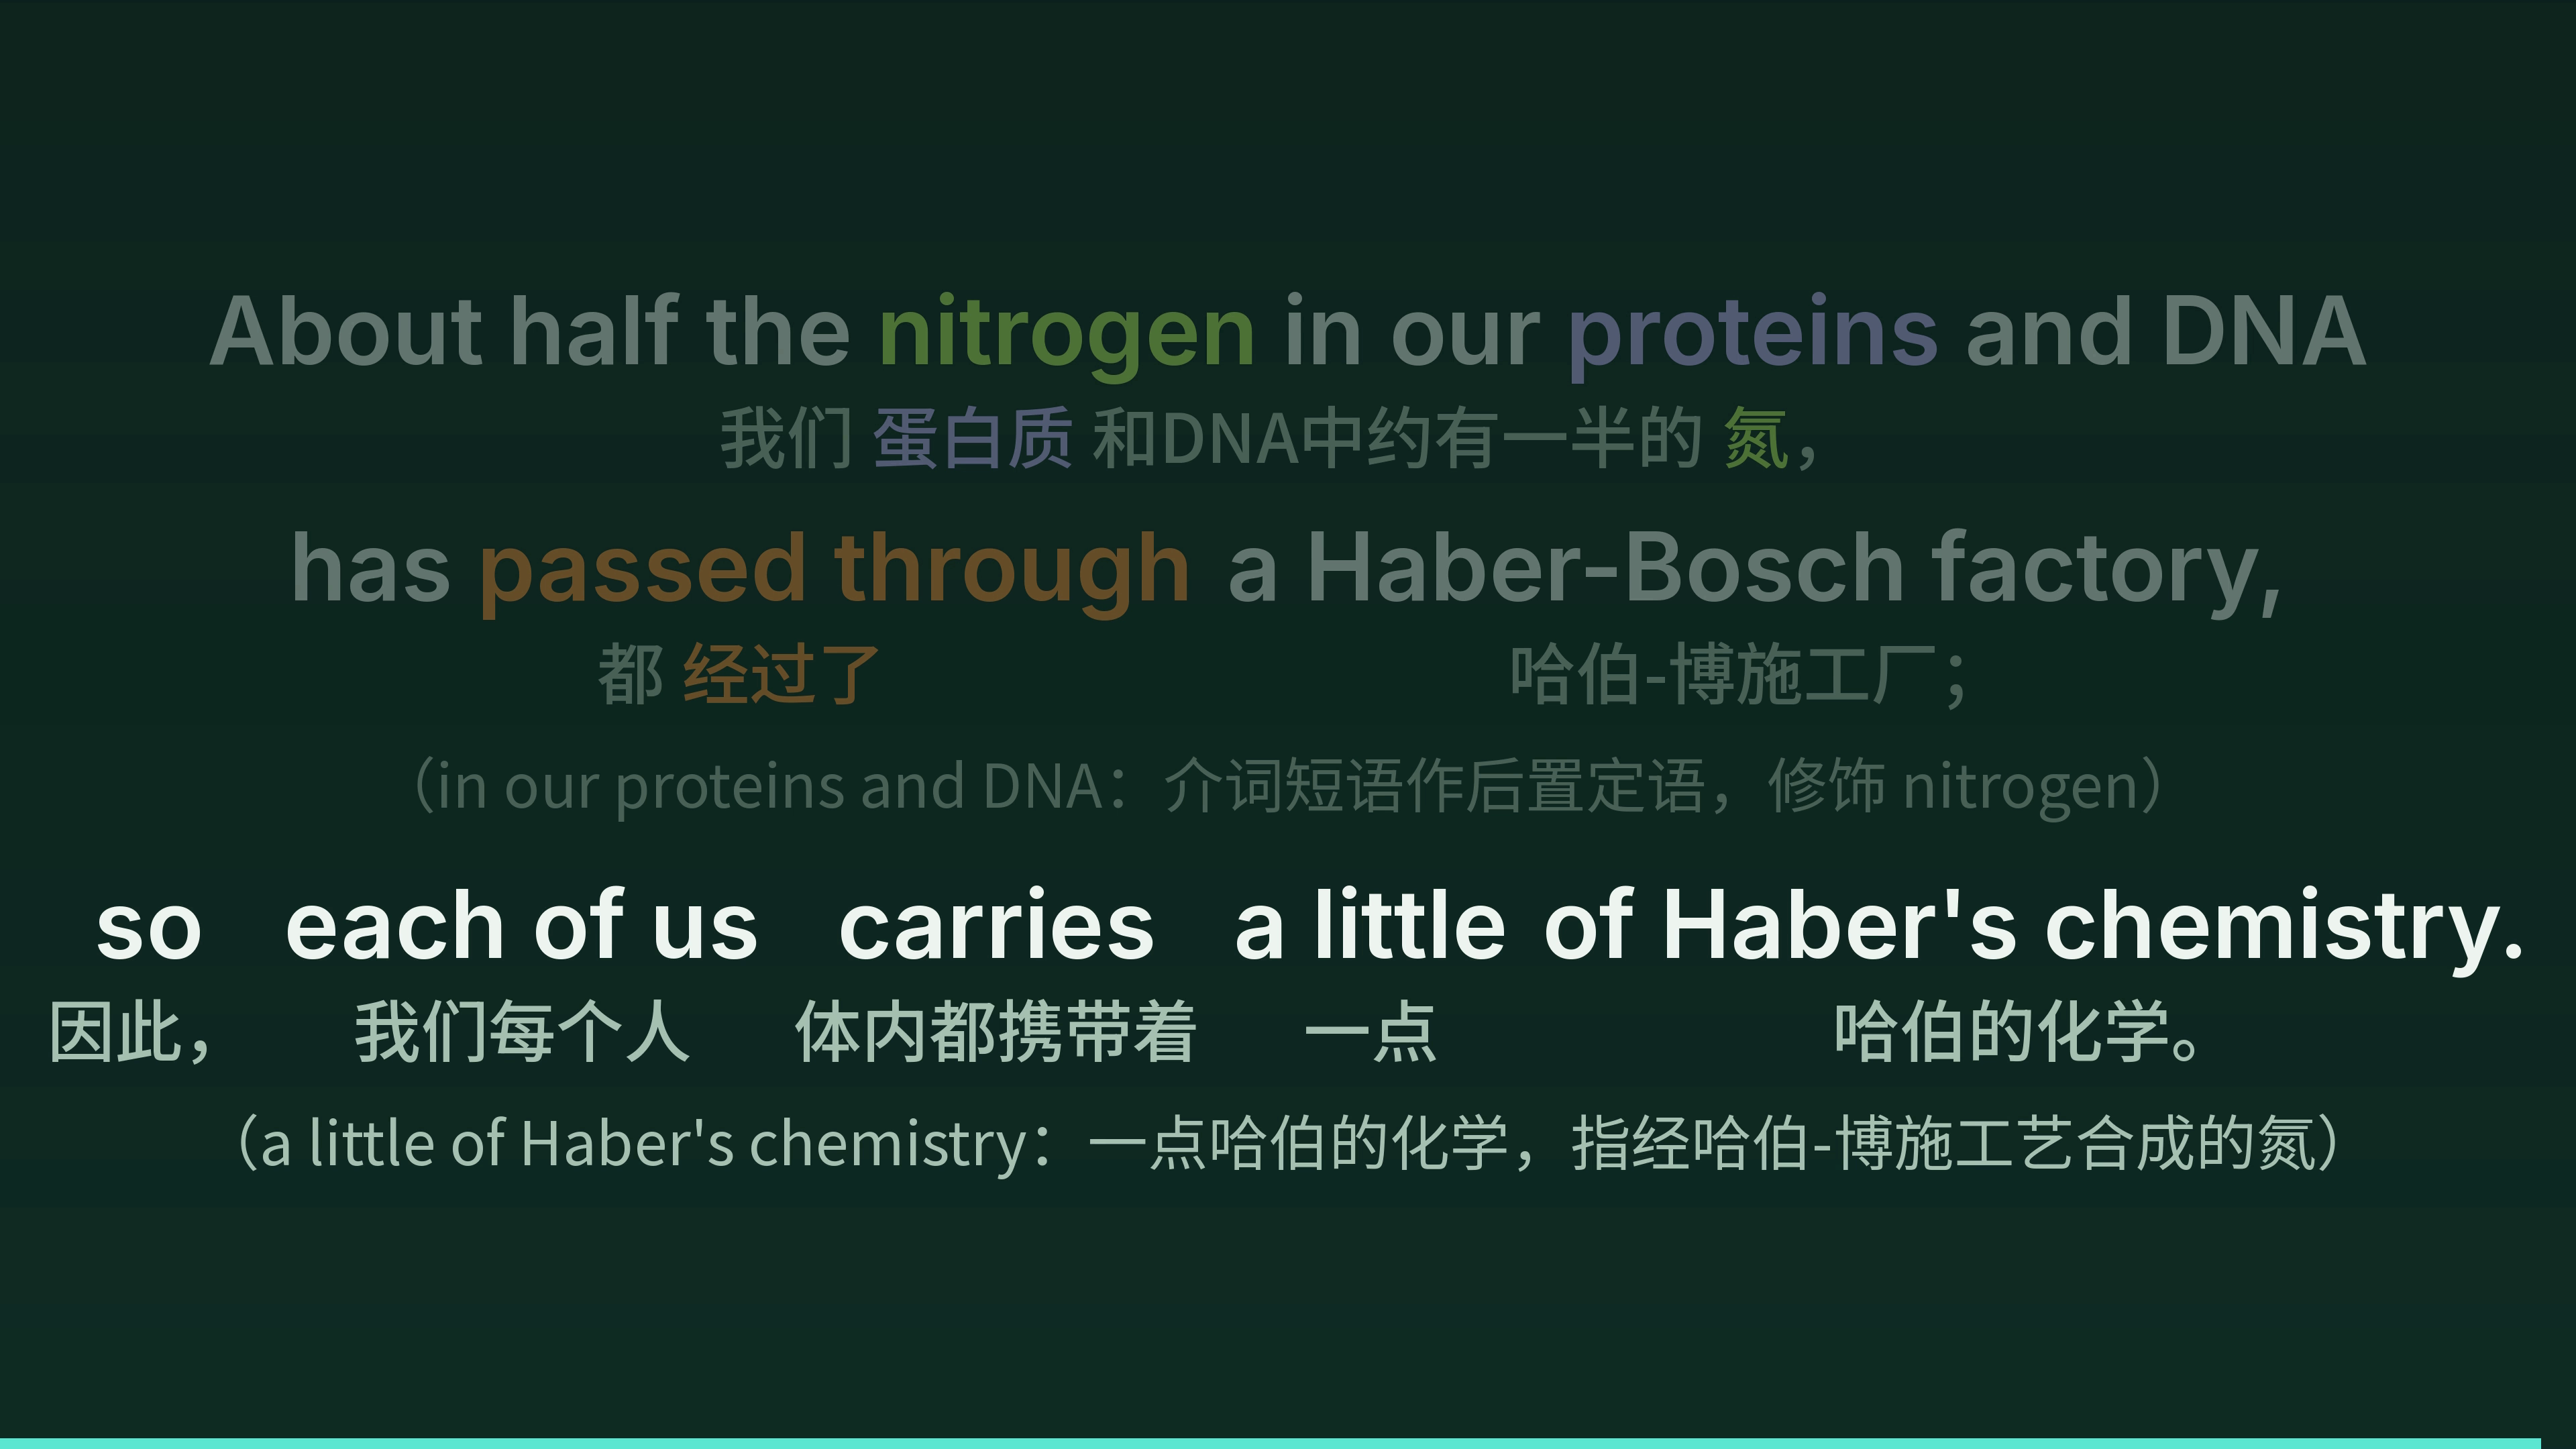 About half the nitrogen in our proteins and DNA
我们 蛋白质 和DNA中约有一半的 氮，
has passed through a Haber-Bosch factory,
都 经过了 哈伯-博施工厂；
（in our proteins and DNA：介词短语作后置定语，修饰 nitrogen）
so each of us carries a little of Haber's chemistry.
因此， 我们每个人 体内都携带着 一点 哈伯的化学。
（a little of Haber's chemistry：一点哈伯的化学，指经哈伯-博施工艺合成的氮）